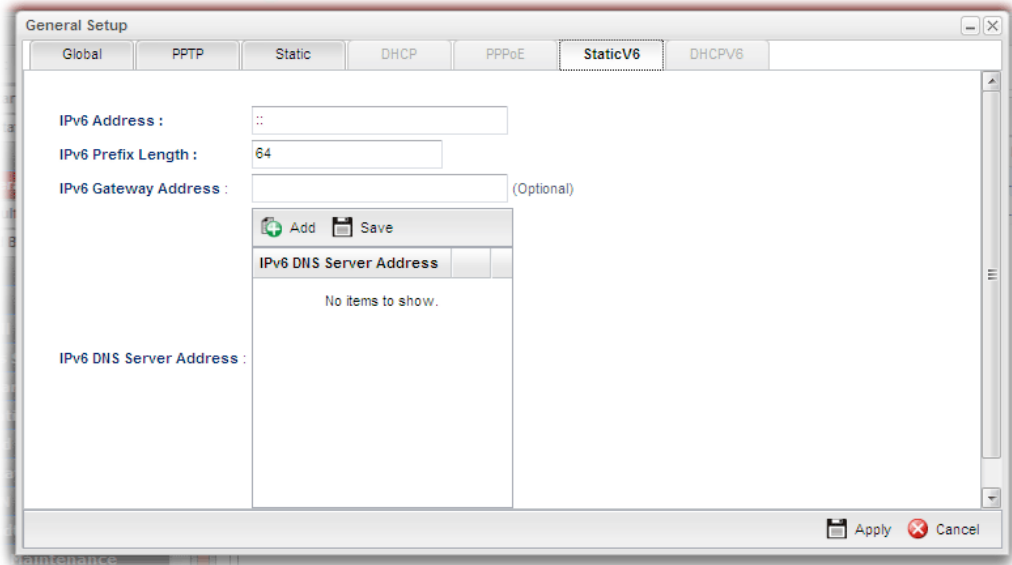 General Setup
Global PPTP Static DHCP PPPoE StaticV6 DHCPV6
IPv6 Address : ::
IPv6 Prefix Length : 64
IPv6 Gateway Address : (Optional)
Add Save
IPv6 DNS Server Address
No items to show.
IPv6 DNS Server Address :
Apply Cancel
aintenance